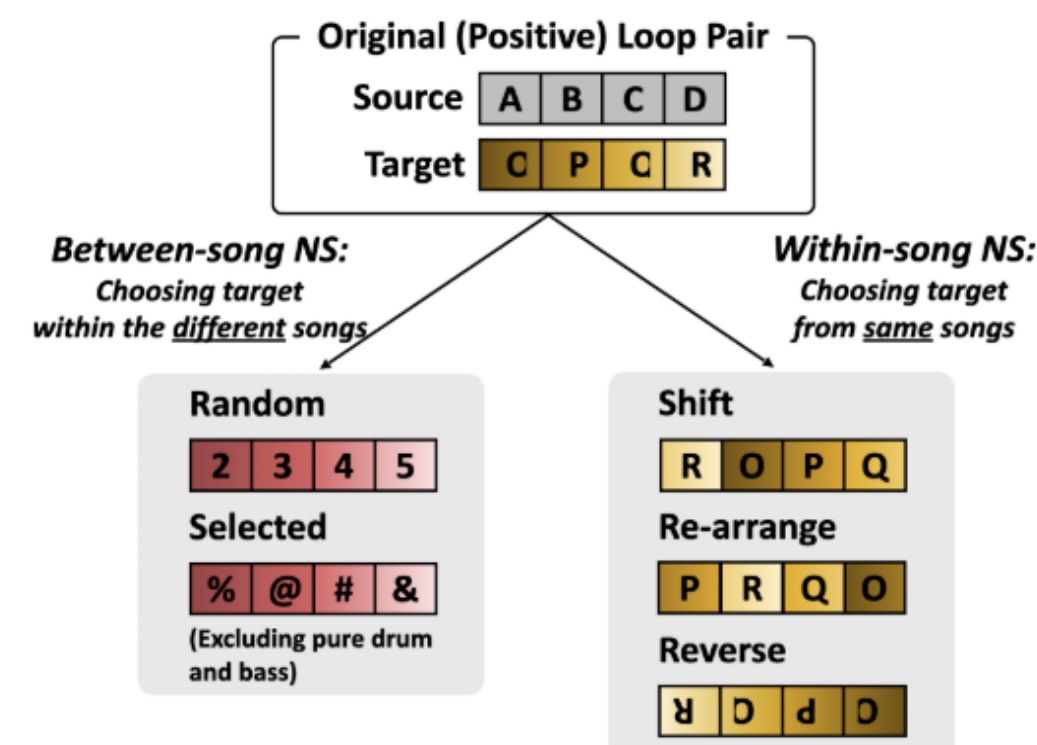 Original (Positive) Loop Pair
Source A B C D
Target C P C R
Between-song NS:
Choosing target
within the different songs
Within-song NS:
Choosing target
from same songs
Random
2 3 4 5
Selected
% @ # &
(Excluding pure drum
and bass)
Shift
R O P Q
Re-arrange
P R Q O
Reverse